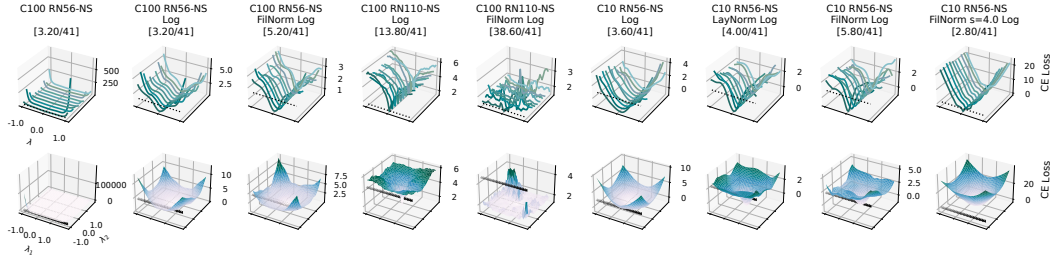 C100 RN56-NS
[3.20/41]
C100 RN56-NS
Log
[3.20/41]
C100 RN56-NS
FilNorm Log
[5.20/41]
C100 RN110-NS
Log
[13.80/41]
C100 RN110-NS
FilNorm Log
[38.60/41]
C10 RN56-NS
Log
[3.60/41]
C10 RN56-NS
LayNorm Log
[4.00/41]
C10 RN56-NS
FilNorm Log
[5.80/41]
C10 RN56-NS
FilNorm s=4.0 Log
[2.80/41]
500
250
-1.0
0.0
1.0
λ
5.0
2.5
3
2
1
6
4
2
3
2
4
2
0
2
0
2
0
20
10
0
CE Loss
100000
0
-1.0
0.0
1.0
λ1
1.0
0.0
-1.0
λ2
10
5
0
7.5
5.0
2.5
6
4
2
4
2
10
5
0
2
0
5.0
2.5
0.0
20
0
CE Loss